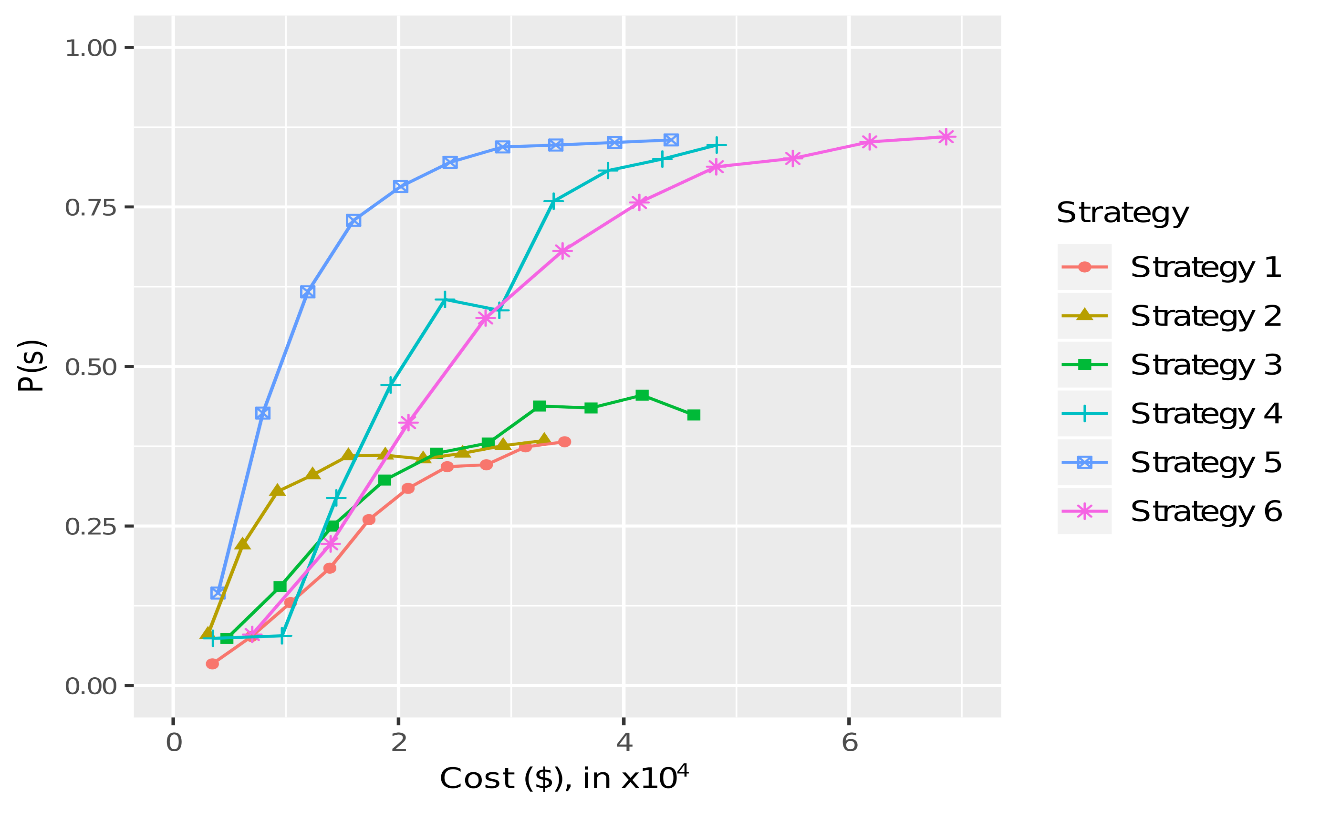 1.00
0.75
0.50
0.25
0.00
P(s)
0 2 4 6
Cost ($), in x10⁴
Strategy
Strategy 1
Strategy 2
Strategy 3
Strategy 4
Strategy 5
Strategy 6